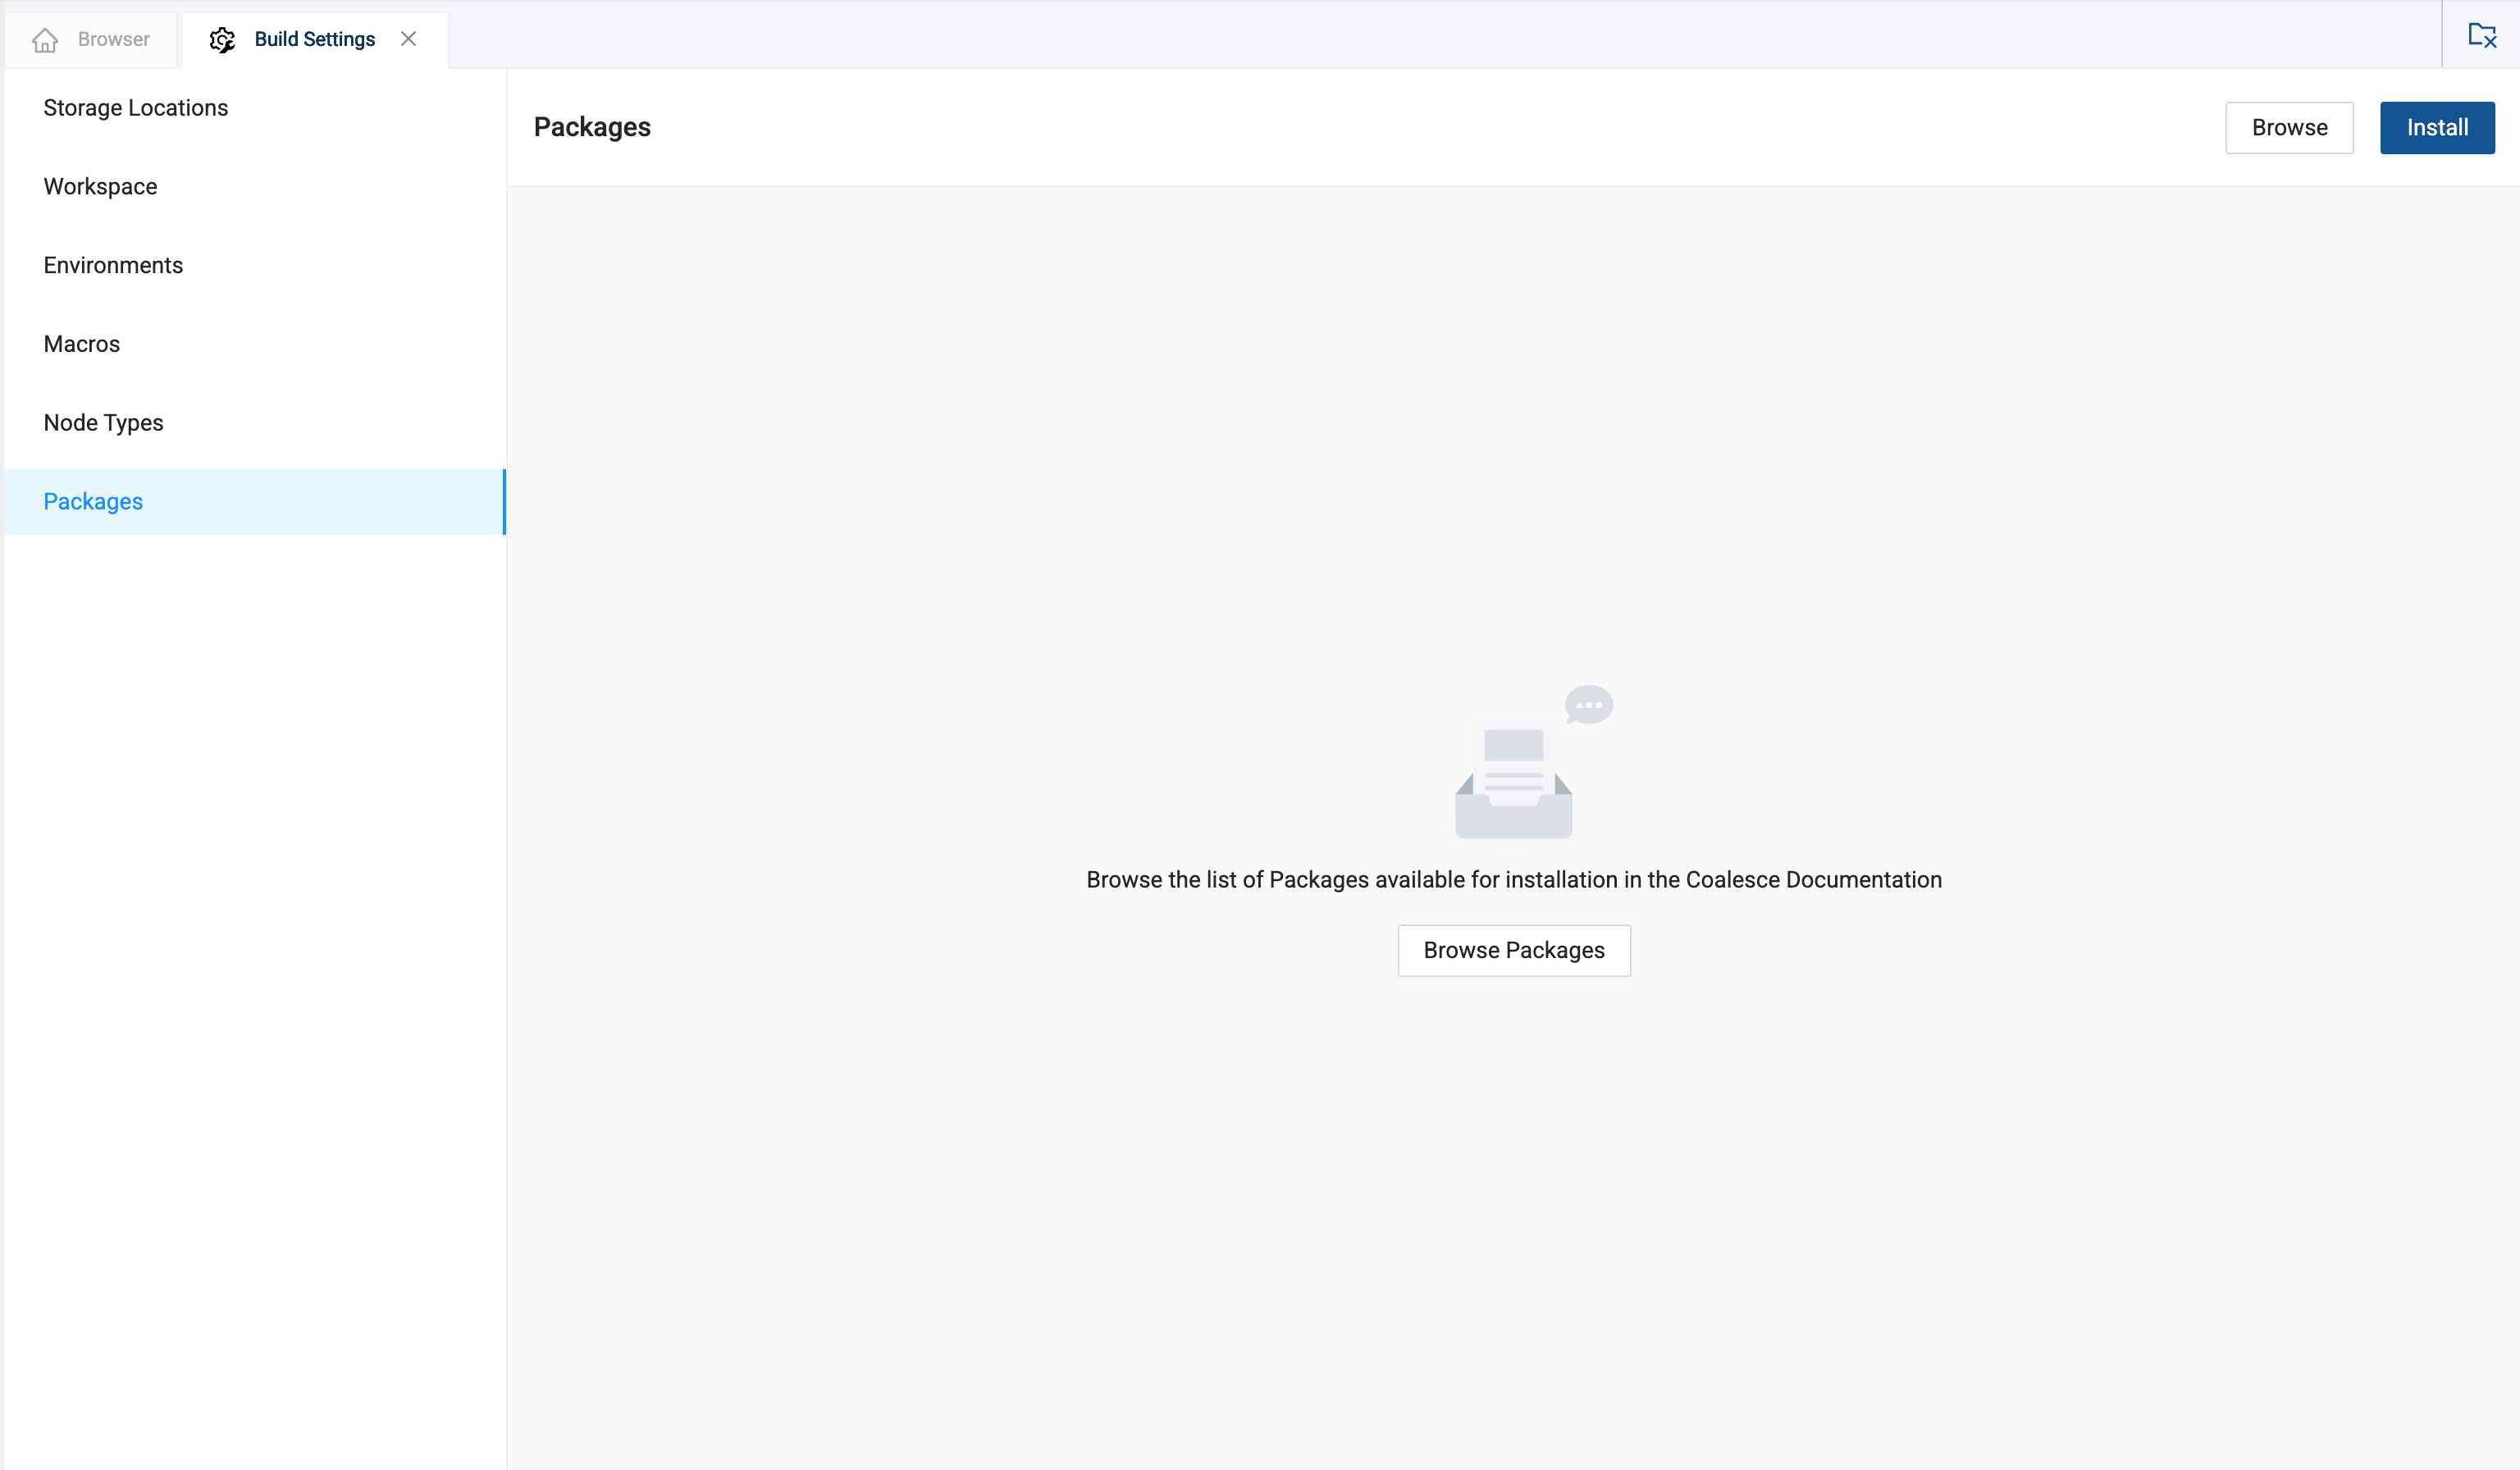 Browser
Build Settings
Storage Locations
Workspace
Environments
Macros
Node Types
Packages
Packages
Browse
Install
Browse the list of Packages available for installation in the Coalesce Documentation
Browse Packages